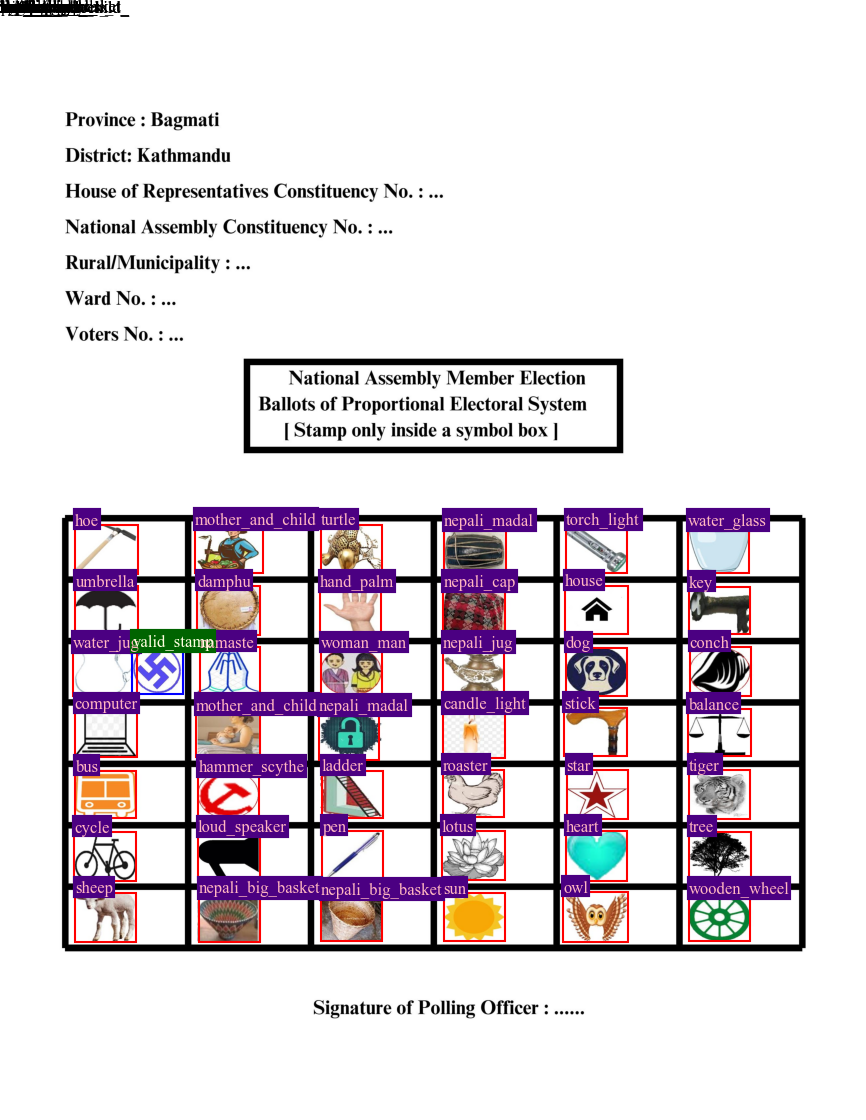 Province : Bagmati
District: Kathmandu
House of Representatives Constituency No. : ...
National Assembly Constituency No. : ...
Rural/Municipality : ...
Ward No. : ...
Voters No. : ...
National Assembly Member Election
Ballots of Proportional Electoral System
[ Stamp only inside a symbol box ]
hoe mother_and_child turtle nepali_madal torch_light water_glass
umbrella damphu hand_palm nepali_cap house key
water_jug valid_stamp namaste woman_man nepali_jug dog conch
computer mother_and_child nepali_madal candle_light stick balance
bus hammer_scythe ladder roaster star tiger
cycle loud_speaker pen lotus heart tree
sheep nepali_big_basket nepali_big_basket sun owl wooden_wheel
Signature of Polling Officer : ......